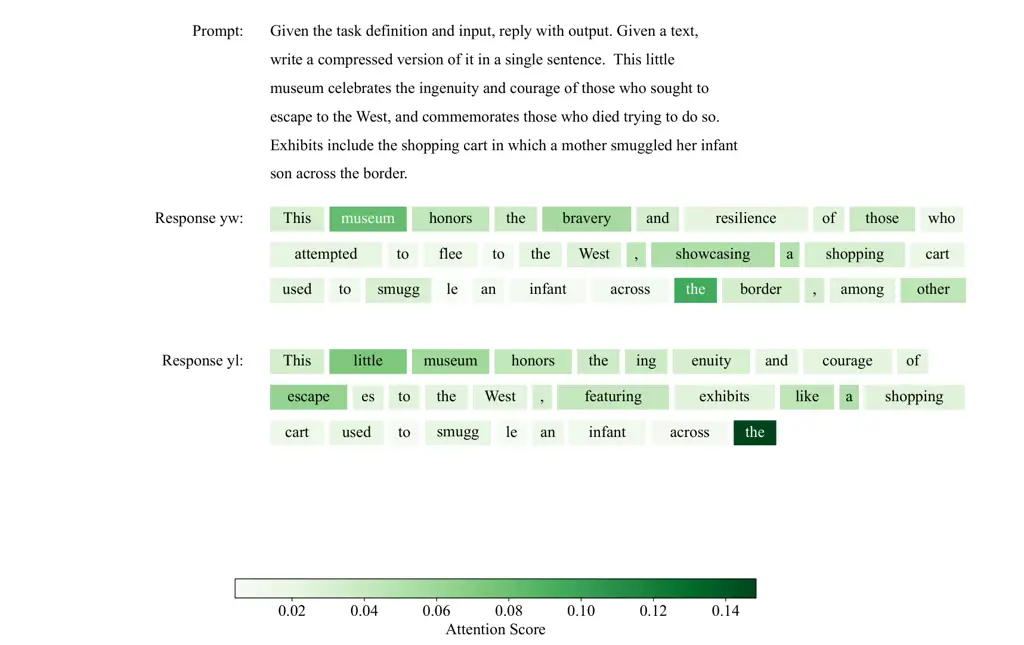 Prompt: Given the task definition and input, reply with output. Given a text,
write a compressed version of it in a single sentence. This little
museum celebrates the ingenuity and courage of those who sought to
escape to the West, and commemorates those who died trying to do so.
Exhibits include the shopping cart in which a mother smuggled her infant
son across the border.
Response yw: This museum honors the bravery and resilience of those who
attempted to flee to the West , showcasing a shopping cart
used to smugg le an infant across the border , among other
Response yl: This little museum honors the ing enuity and courage of
escape es to the West , featuring exhibits like a shopping
cart used to smugg le an infant across the
0.02 0.04 0.06 0.08 0.10 0.12 0.14
Attention Score